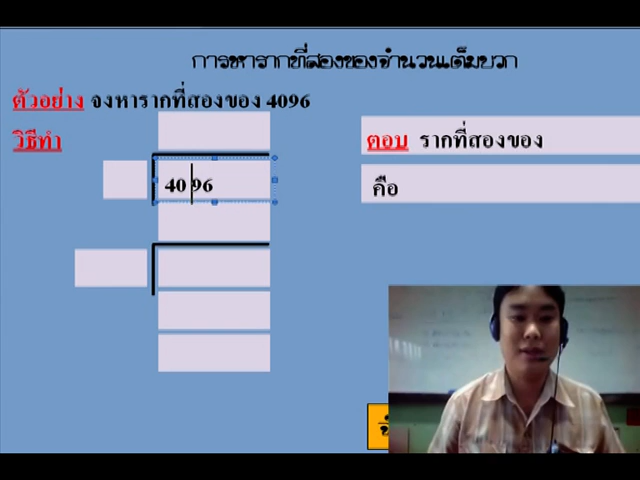 การหารากที่สองของจำนวนเต็มบวก
ตัวอย่าง จงหารากที่สองของ 4096
วิธีทำ
ตอบ รากที่สองของ
40 96
คือ